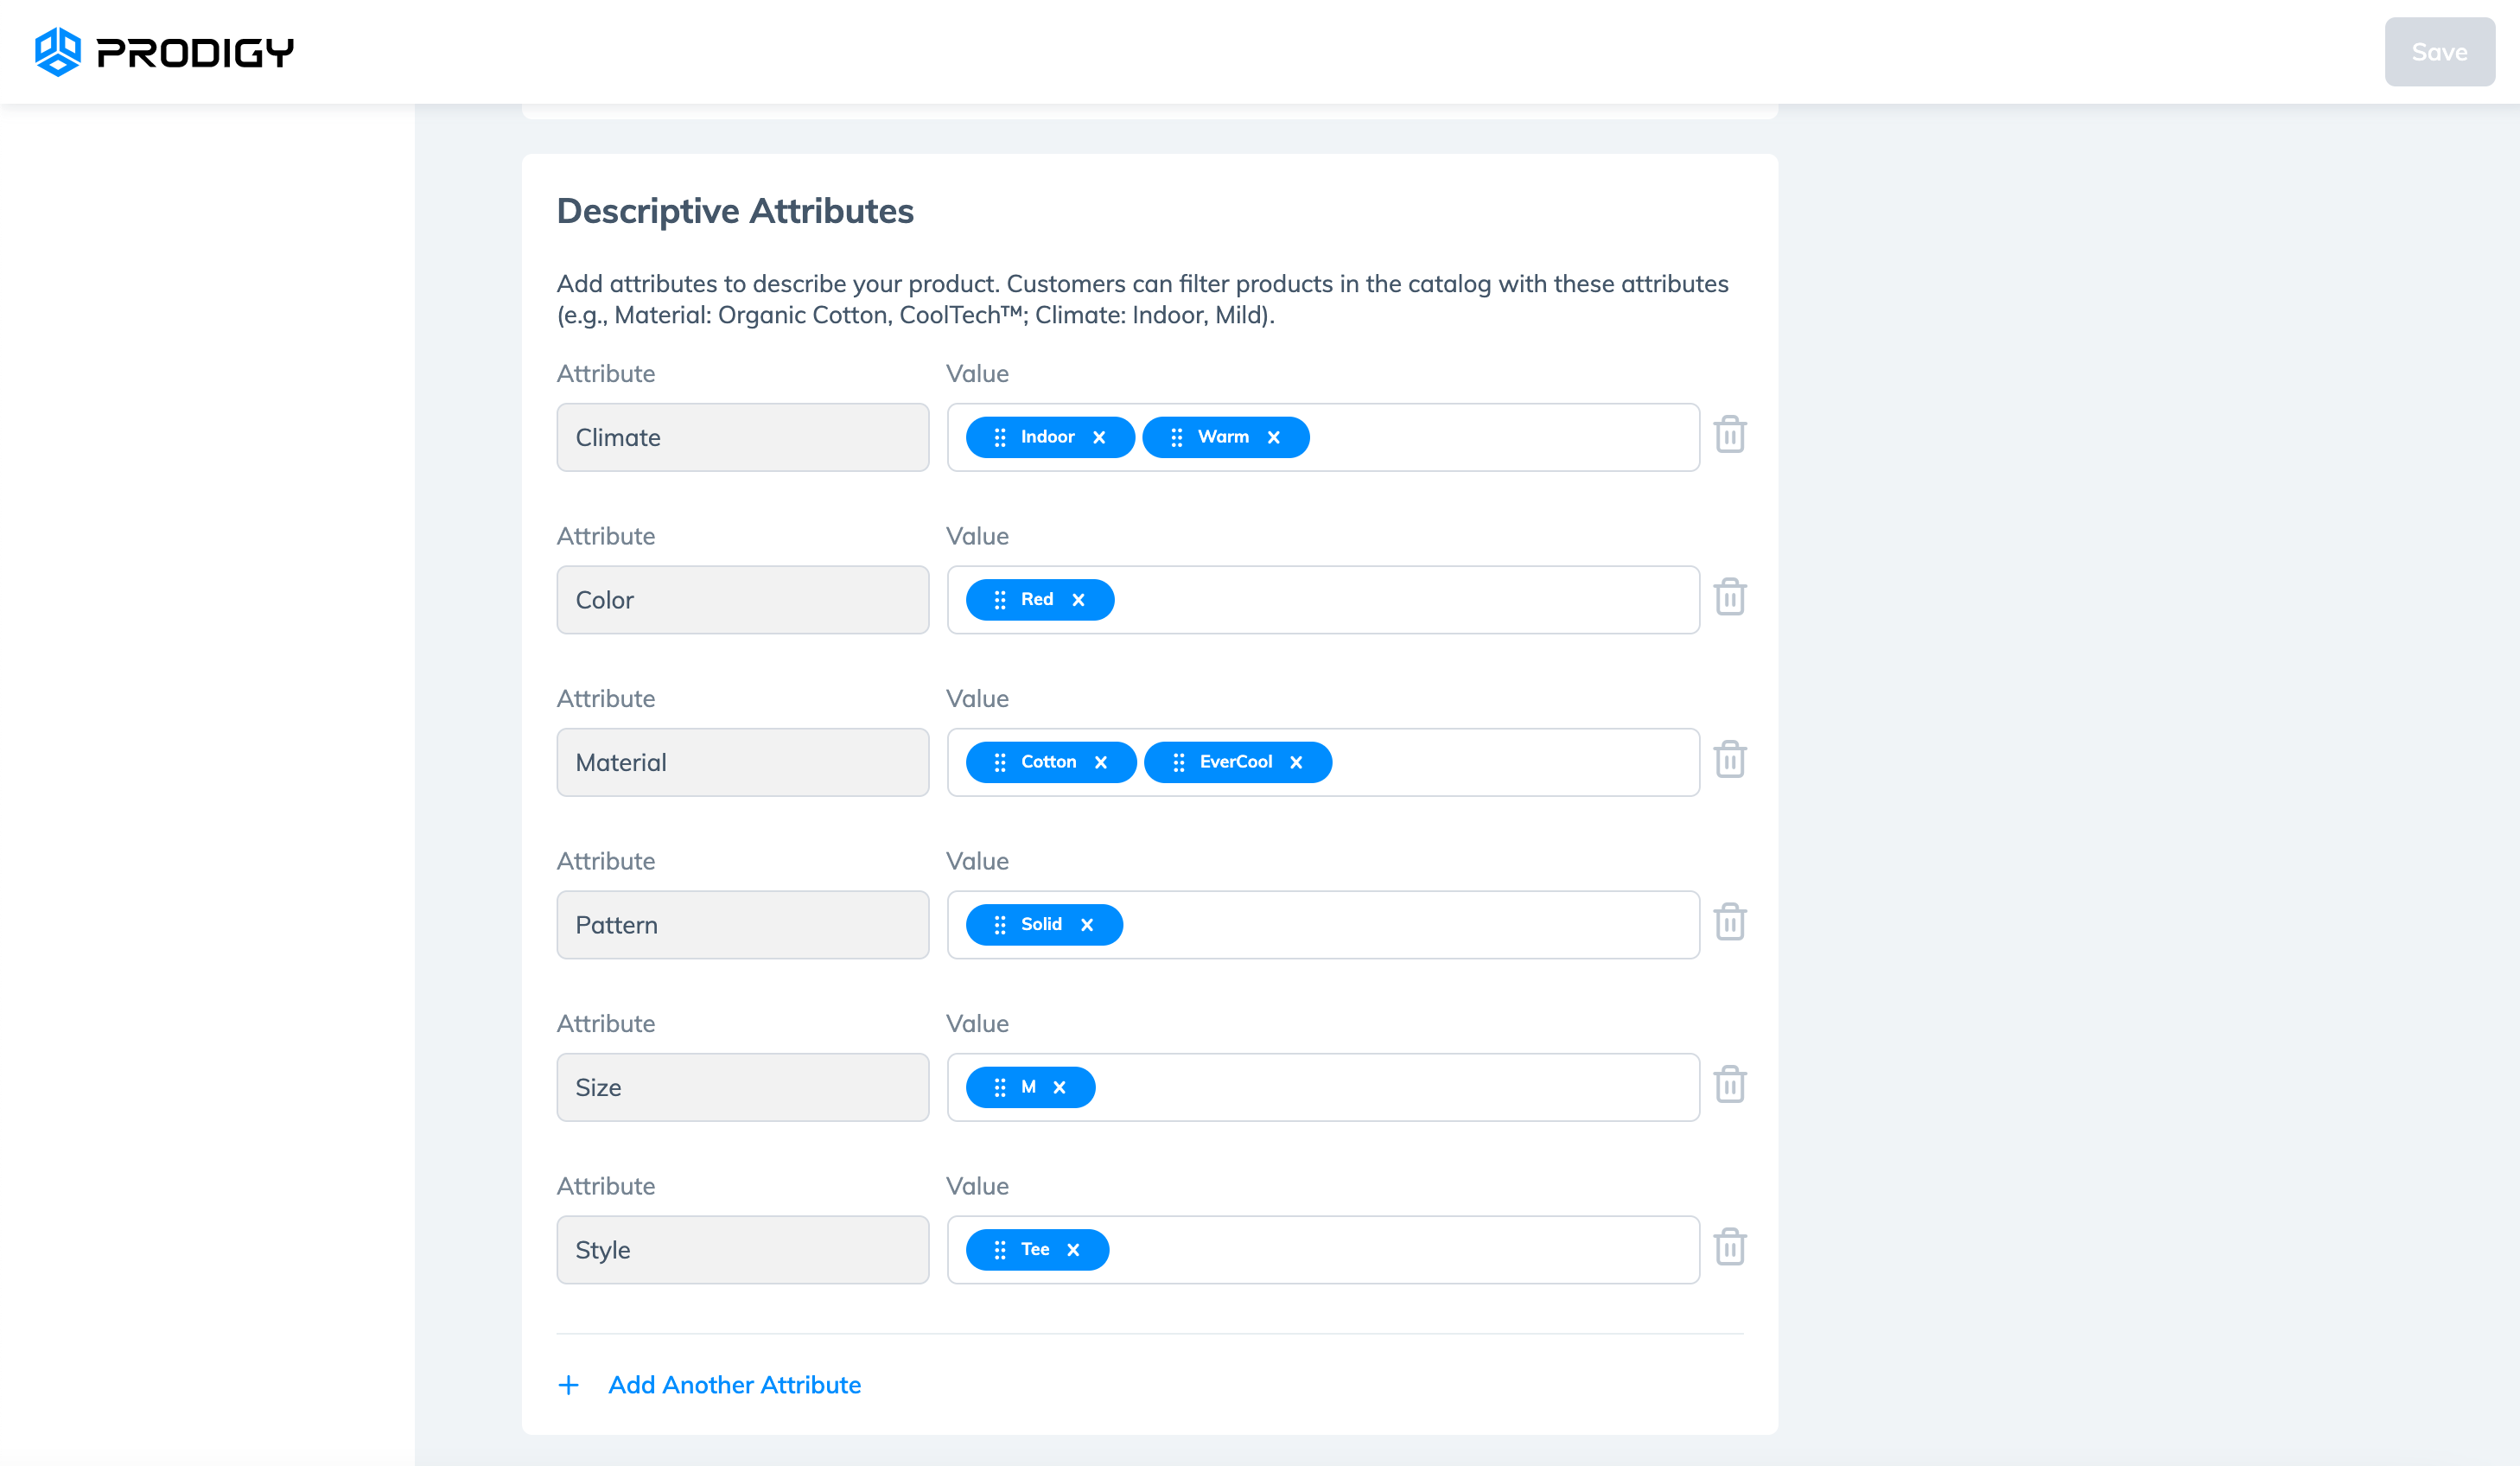 PRODIGY
Save
Descriptive Attributes
Add attributes to describe your product. Customers can filter products in the catalog with these attributes
(e.g., Material: Organic Cotton, CoolTech™; Climate: Indoor, Mild).
Attribute Value
Climate Indoor Warm
Attribute Value
Color Red
Attribute Value
Material Cotton EverCool
Attribute Value
Pattern Solid
Attribute Value
Size M
Attribute Value
Style Tee
Add Another Attribute